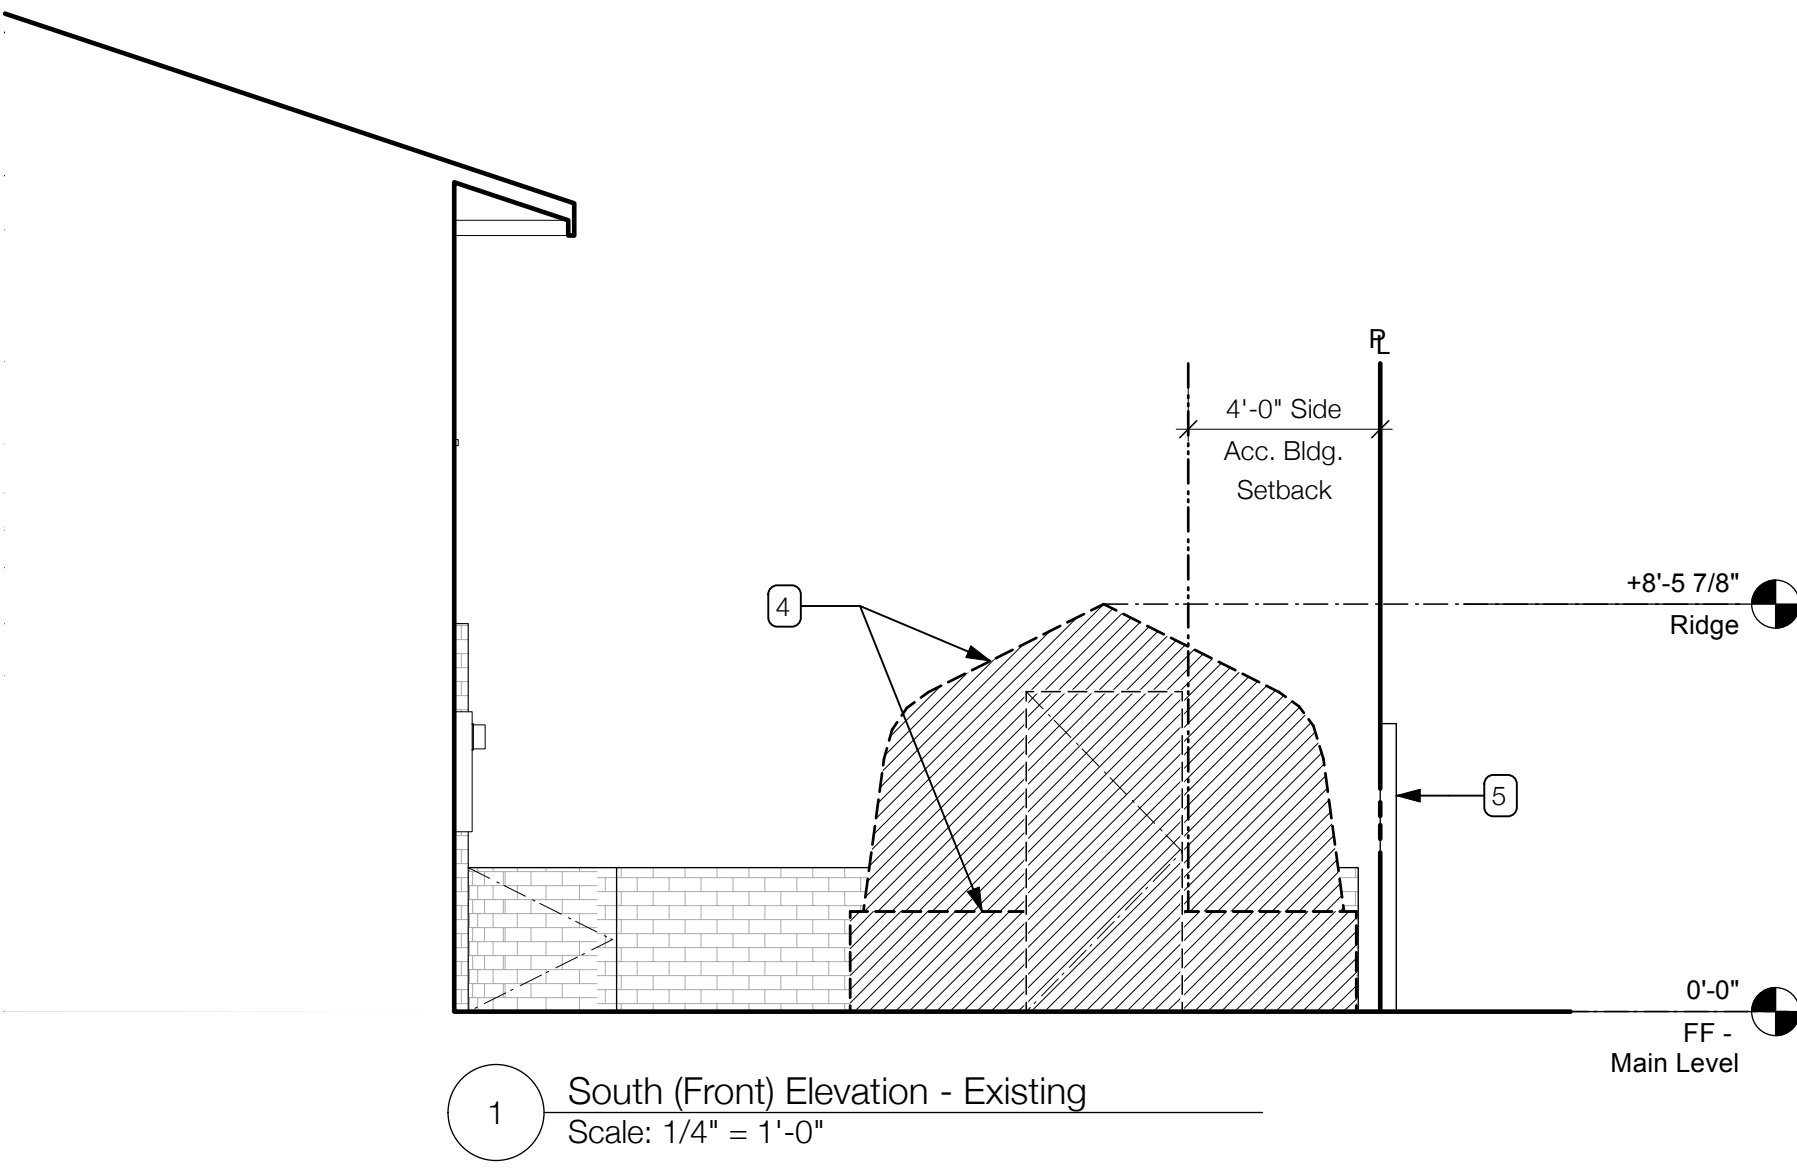 PL
4'-0" Side
Acc. Bldg.
Setback
+8'-5 7/8"
Ridge
4
5
0'-0"
FF -
Main Level
1
South (Front) Elevation - Existing
Scale: 1/4" = 1'-0"